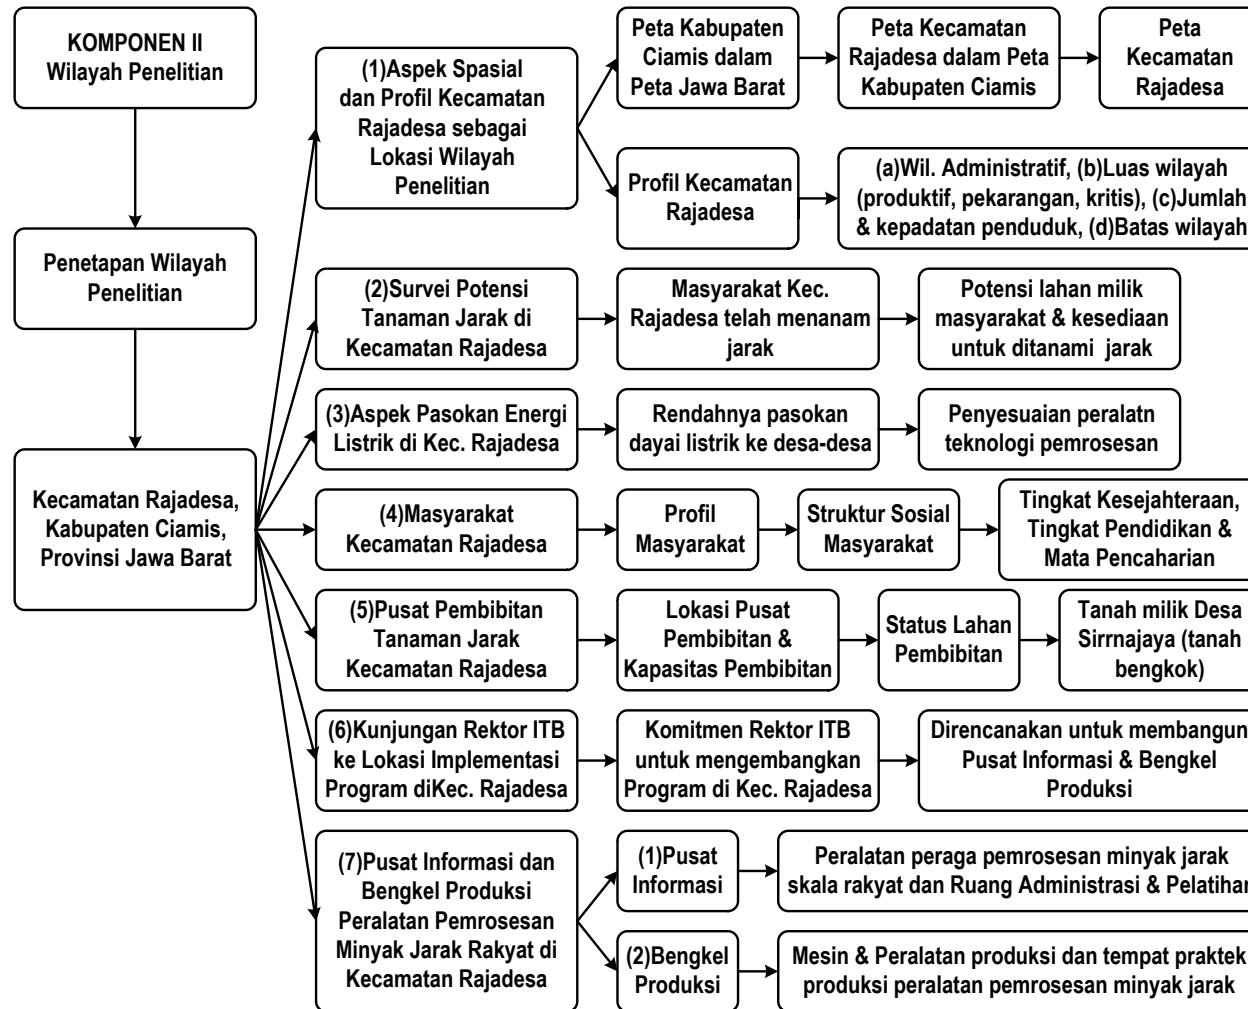 KOMPONEN II
Wilayah Penelitian
Penetapan Wilayah
Penelitian
Kecamatan Rajadesa,
Kabupaten Ciamis,
Provinsi Jawa Barat
(1)Aspek Spasial
dan Profil Kecamatan
Rajadesa sebagai
Lokasi Wilayah
Penelitian
Peta Kabupaten
Ciamis dalam
Peta Jawa Barat
Peta Kecamatan
Rajadesa dalam Peta
Kabupaten Ciamis
Peta
Kecamatan
Rajadesa
Profil Kecamatan
Rajadesa
(a)Wil. Administratif, (b)Luas wilayah
(produktif, pekarangan, kritis), (c)Jumlah
& kepadatan penduduk, (d)Batas wilayah
(2)Survei Potensi
Tanaman Jarak di
Kecamatan Rajadesa
Masyarakat Kec.
Rajadesa telah menanam
jarak
Potensi lahan milik
masyarakat & kesediaan
untuk ditanami jarak
(3)Aspek Pasokan Energi
Listrik di Kec. Rajadesa
Rendahnya pasokan
dayai listrik ke desa-desa
Penyesuaian peralatn
teknologi pemrosesan
(4)Masyarakat
Kecamatan Rajadesa
Profil
Masyarakat
Struktur Sosial
Masyarakat
Tingkat Kesejahteraan,
Tingkat Pendidikan &
Mata Pencaharian
(5)Pusat Pembibitan
Tanaman Jarak
Kecamatan Rajadesa
Lokasi Pusat
Pembibitan &
Kapasitas Pembibitan
Status Lahan
Pembibitan
Tanah milik Desa
Sirrnajaya (tanah
bengkok)
(6)Kunjungan Rektor ITB
ke Lokasi Implementasi
Program diKec. Rajadesa
Komitmen Rektor ITB
untuk mengembangkan
Program di Kec. Rajadesa
Direncanakan untuk membangun
Pusat Informasi & Bengkel
Produksi
(7)Pusat Informasi dan
Bengkel Produksi
Peralatan Pemrosesan
Minyak Jarak Rakyat di
Kecamatan Rajadesa
(1)Pusat
Informasi
Peralatan peraga pemrosesan minyak jarak
skala rakyat dan Ruang Administrasi & Pelatihan
(2)Bengkel
Produksi
Mesin & Peralatan produksi dan tempat praktek
produksi peralatan pemrosesan minyak jarak